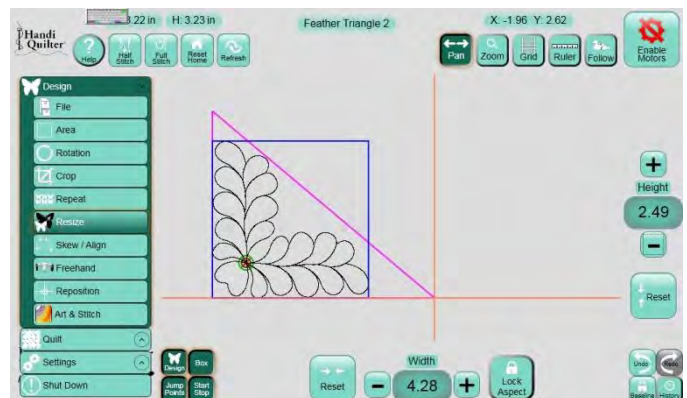 Handi Quilter
3.22 in H: 3.23 in
Feather Triangle 2
X: -1.96 Y: 2.62
Help
Half Stitch
Full Stitch
Reset Home
Refresh
Pan
Zoom
Grid
Ruler
Follow
Enable Motors
Design
File
Area
Rotation
Crop
Repeat
Resize
Skew / Align
Freehand
Reposition
Art & Stitch
Quilt
Settings
Shut Down
Design
Box
Jump Points
Start Stop
Reset
Width
4.28
Lock Aspect
Height
2.49
Reset
Undo
Redo
Baseline
History